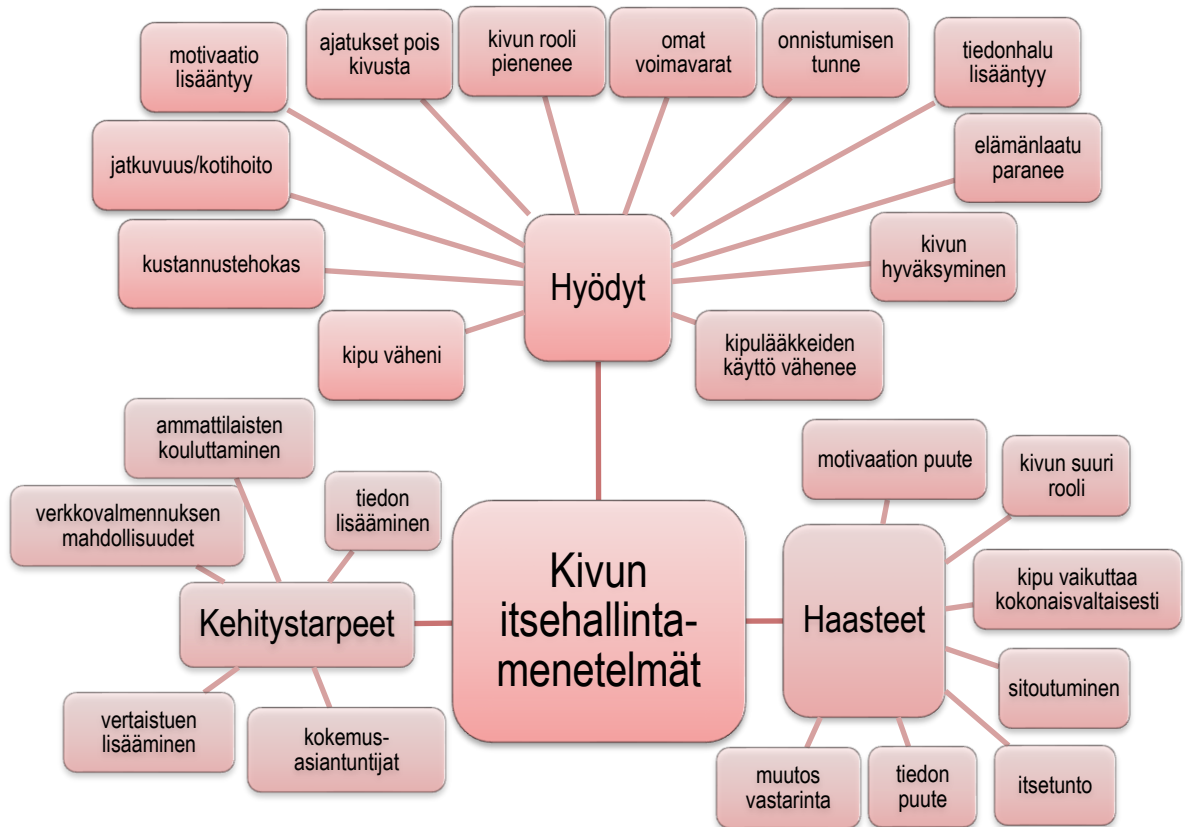 motivaatio
lisääntyy
ajatukset pois
kivusta
kivun rooli
pienenee
omat
voimavarat
onnistumisen
tunne
tiedonhalu
lisääntyy
jatkuvuus/kotihoito
elämänlaatu
paranee
kustannustehokas
Hyödyt
kivun
hyväksyminen
kipu väheni
kipulääkkeiden
käyttö vähenee
ammattilaisten
kouluttaminen
verkkovalmennuksen
mahdollisuudet
tiedon
lisääminen
Kehitystarpeet
vertaistuen
lisääminen
kokemus-
asiantuntijat
Kivun
itsehallinta-
menetelmät
motivaation puute
kivun suuri
rooli
Haasteet
kipu vaikuttaa
kokonaisvaltaisesti
sitoutuminen
muutos
vastarinta
tiedon
puute
itsetunto